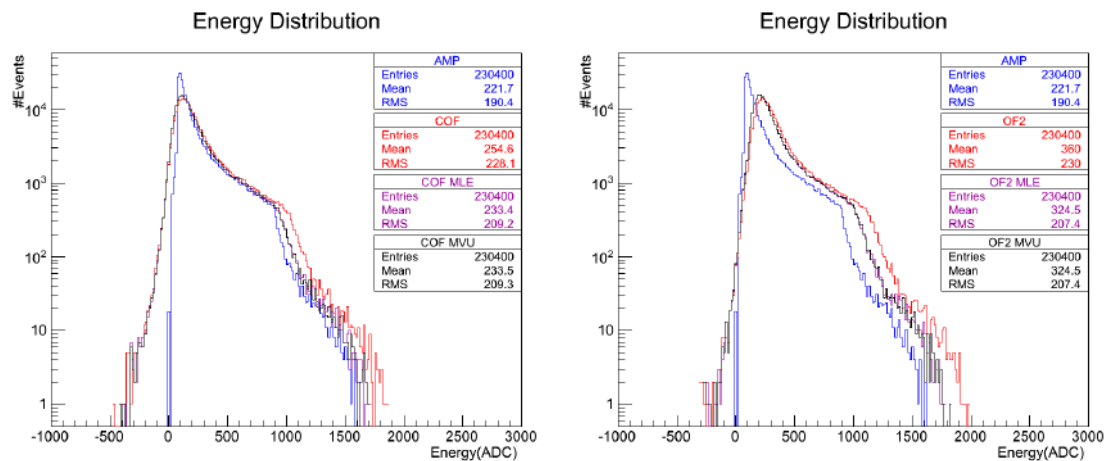 Energy Distribution
#Events
AMP
Entries 230400
Mean 221.7
RMS 190.4
COF
Entries 230400
Mean 254.6
RMS 228.1
COF MLE
Entries 230400
Mean 233.4
RMS 209.2
COF MVU
Entries 230400
Mean 233.5
RMS 209.3
10^4
10^3
10^2
10
1
-1000 -500 0 500 1000 1500 2000 2500 3000
Energy(ADC)
Energy Distribution
#Events
AMP
Entries 230400
Mean 221.7
RMS 190.4
OF2
Entries 230400
Mean 360
RMS 230
OF2 MLE
Entries 230400
Mean 324.5
RMS 207.4
OF2 MVU
Entries 230400
Mean 324.5
RMS 207.4
10^4
10^3
10^2
10
1
-1000 -500 0 500 1000 1500 2000 2500 3000
Energy(ADC)